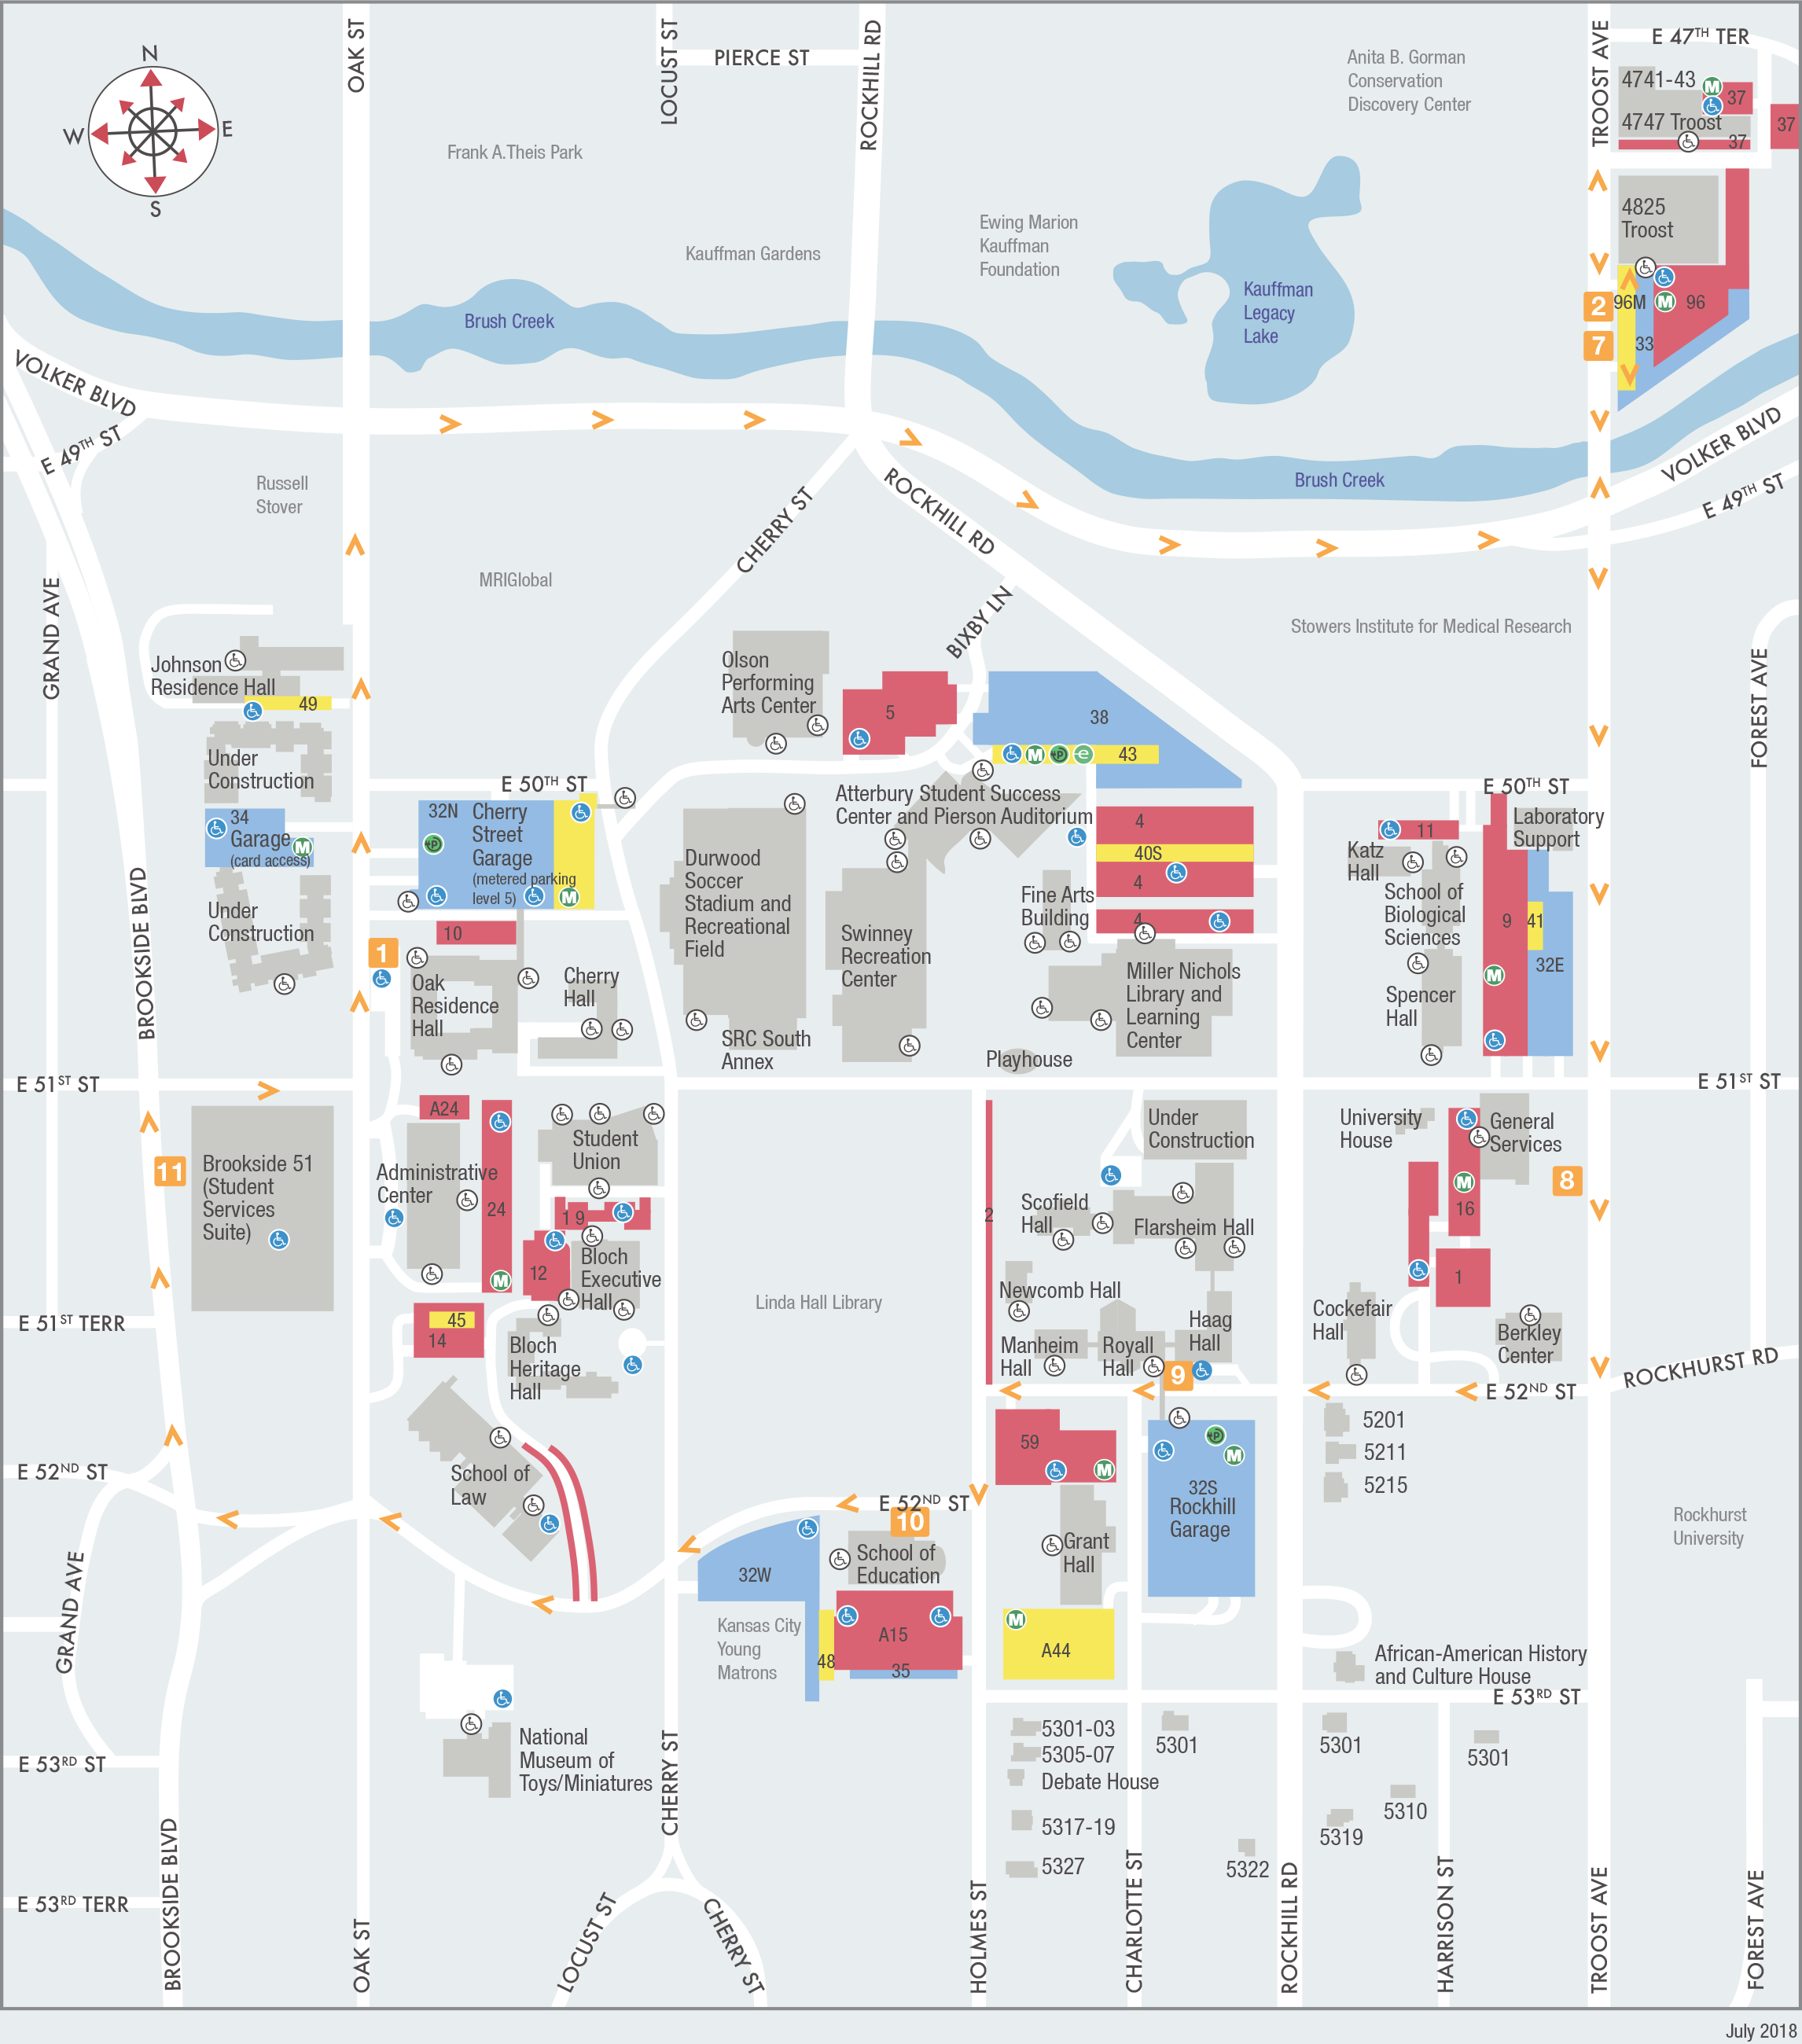 N
W
E
S
OAK ST
LOCUST ST
PIERCE ST
ROCKHILL RD
TROOST AVE
E 47TH TER
Anita B. Gorman
Conservation
Discovery Center
4741-43
M
37
4747 Troost
37
37
Frank A.Theis Park
Kauffman Gardens
Ewing Marion
Kauffman
Foundation
Kauffman
Legacy
Lake
4825
Troost
2
96M
M
96
7
33
Brush Creek
VOLKER BLVD
E 49TH ST
Russell
Stover
CHERRY ST
ROCKHILL RD
Brush Creek
VOLKER BLVD
E 49TH ST
MRIGlobal
BIXBY LN
Stowers Institute for Medical Research
GRAND AVE
FOREST AVE
Johnson
Residence Hall
49
Olson
Performing
Arts Center
5
38
M
P
e
43
Under
Construction
E 50TH ST
E 50TH ST
34
Garage
(card access)
M
32N
Cherry
Street
Garage
(metered parking
level 5)
P
M
Atterbury Student Success
Center and Pierson Auditorium
4
40S
4
4
11
Laboratory
Support
Katz
Hall
School of
Biological
Sciences
9
41
32E
M
Spencer
Hall
Durwood
Soccer
Stadium and
Recreational
Field
Fine Arts
Building
Swinney
Recreation
Center
Miller Nichols
Library and
Learning
Center
Under
Construction
BROOKSIDE BLVD
10
1
Oak
Residence
Hall
Cherry
Hall
SRC South
Annex
Playhouse
E 51ST ST
E 51ST ST
A24
Student
Union
2
Under
Construction
University
House
General
Services
M
16
8
11
Brookside 51
(Student
Services
Suite)
Administrative
Center
24
M
1 9
12
Bloch
Executive
Hall
Scofield
Hall
Flarsheim Hall
1
Newcomb Hall
Linda Hall Library
E 51ST TERR
45
14
Bloch
Heritage
Hall
Manheim
Hall
Royall
Hall
Haag
Hall
9
Cockefair
Hall
Berkley
Center
E 52ND ST
ROCKHURST RD
5201
5211
5215
59
M
P
M
32S
Rockhill
Garage
E 52ND ST
School of
Law
E 52ND ST
10
School of
Education
Grant
Hall
Rockhurst
University
32W
Kansas City
Young
Matrons
48
A15
35
M
A44
GRAND AVE
African-American History
and Culture House
E 53RD ST
National
Museum of
Toys/Miniatures
E 53RD ST
5301-03
5305-07
Debate House
5317-19
5327
5301
5301
5301
5310
5319
5322
E 53RD TERR
BROOKSIDE BLVD
OAK ST
LOCUST ST
CHERRY ST
CHERRY ST
HOLMES ST
CHARLOTTE ST
ROCKHILL RD
HARRISON ST
TROOST AVE
FOREST AVE
July 2018